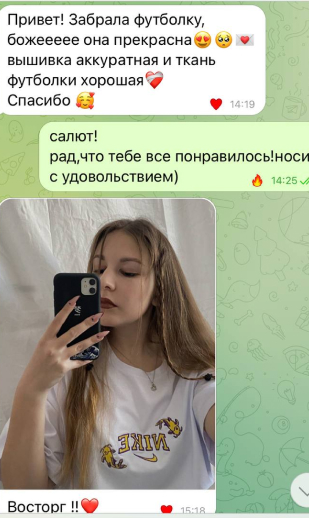 Привет! Забрала футболку,
божеееее она прекрасна😍🥹💌
вышивка аккуратная и ткань
футболки хорошая❤️‍🩹
Спасибо 🥰
❤️ 14:19
салют!
рад,что тебе все понравилось!носи
с удовольствием)
🔥 14:25
NIKE
Восторг !!❤️
❤️ 15:18